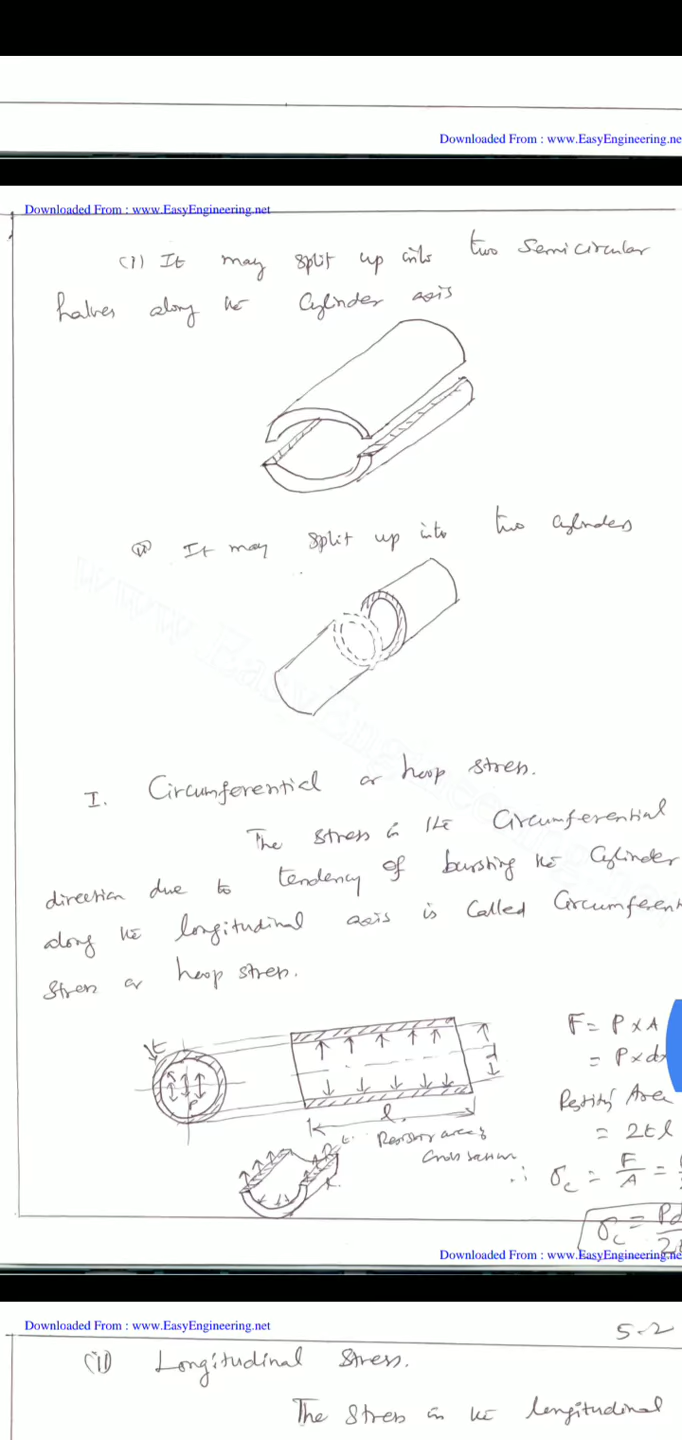 Downloaded From : www.EasyEngineering.ne
Downloaded From : www.EasyEngineering.net
(i) It may split up into two Semicircular
halves along the Cylinder axis
(ii) It may split up into two cylinders
I. Circumferential or hoop stress.
The stress in the Circumferential
direction due to tendency of bursting the Cylinder
along the longitudinal axis is Called Circumferent
Stress or hoop stress.
t
P
d
l
t
Resisting area of
Cross section
F = P x A
= P x d
Resisting Area
= 2tl
∴ σc = F/A =
σc = Pd/2
Downloaded From : www.EasyEngineering.ne
Downloaded From : www.EasyEngineering.net
5-2
(ii) Longitudinal Stress.
The Stress in the longitudinal